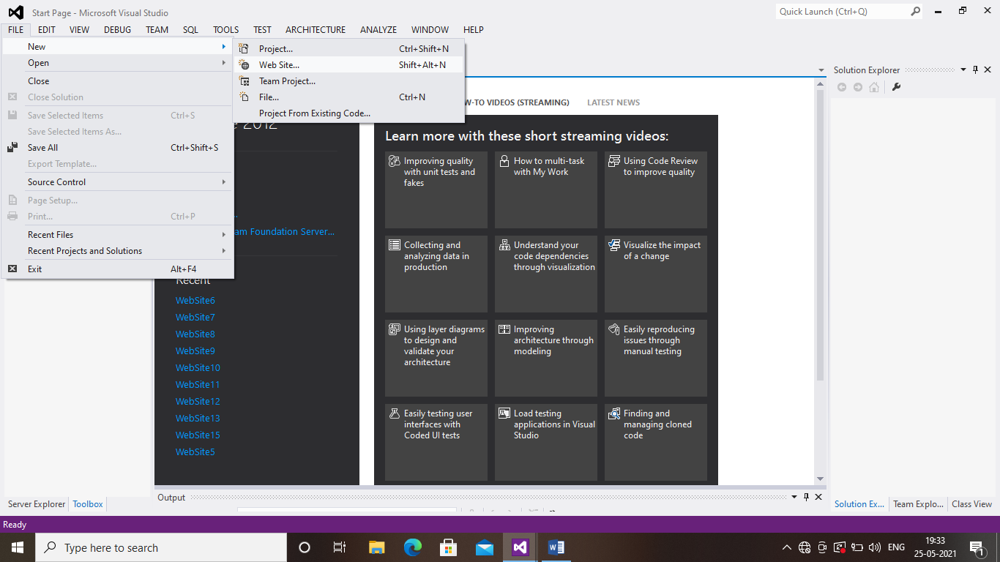 Start Page - Microsoft Visual Studio
Quick Launch (Ctrl+Q)
FILE EDIT VIEW DEBUG TEAM SQL TOOLS TEST ARCHITECTURE ANALYZE WINDOW HELP
New
Open
Close
Close Solution
Save Selected Items Ctrl+S
Save Selected Items As...
Save All Ctrl+Shift+S
Export Template...
Source Control
Page Setup...
Print... Ctrl+P
Recent Files
Recent Projects and Solutions
Exit Alt+F4
Project... Ctrl+Shift+N
Web Site... Shift+Alt+N
Team Project...
File... Ctrl+N
Project From Existing Code...
2012
am Foundation Server...
Recent
WebSite6
WebSite7
WebSite8
WebSite9
WebSite10
WebSite11
WebSite12
WebSite13
WebSite15
WebSite5
W-TO VIDEOS (STREAMING) LATEST NEWS
Learn more with these short streaming videos:
Improving quality
with unit tests and
fakes
How to multi-task
with My Work
Using Code Review
to improve quality
Collecting and
analyzing data in
production
Understand your
code dependencies
through visualization
Visualize the impact
of a change
Using layer diagrams
to design and
validate your
architecture
Improving
architecture through
modeling
Easily reproducing
issues through
manual testing
Easily testing user
interfaces with
Coded UI tests
Load testing
applications in Visual
Studio
Finding and
managing cloned
code
Solution Explorer
Server Explorer Toolbox
Output
Solution Ex... Team Explo... Class View
Ready
Type here to search
ENG
19:33
25-05-2021
1